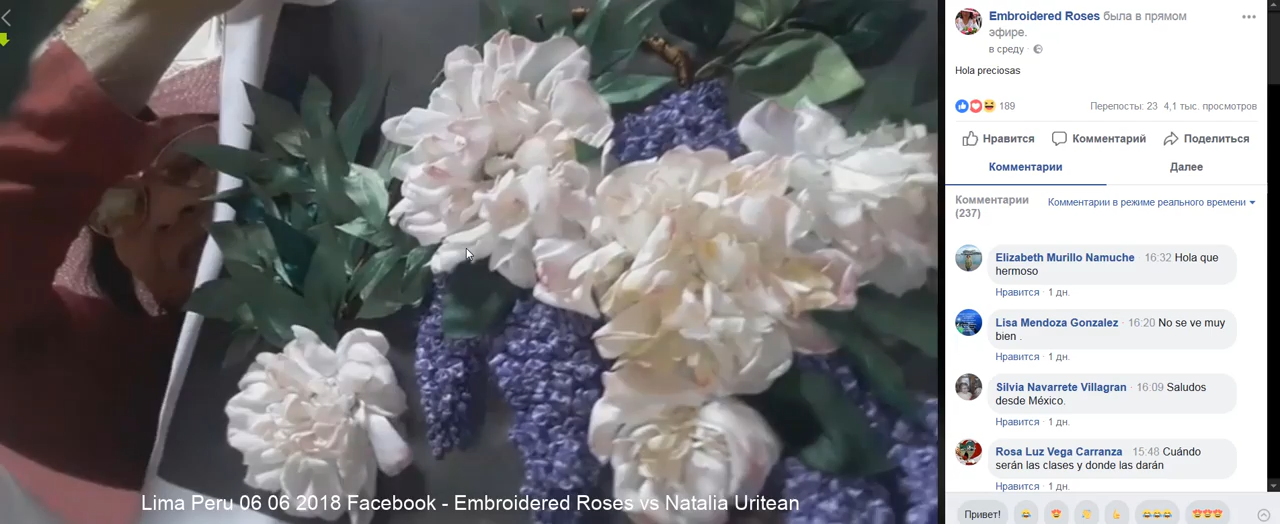 Embroidered Roses была в прямом
эфире.
в среду
Hola preciosas
189
Перепосты: 23 4,1 тыс. просмотров
Нравится Комментарий Поделиться
Комментарии Далее
Комментарии
(237)
Комментарии в режиме реального времени
Elizabeth Murillo Namuche · 16:32 Hola que
hermoso
Нравится · 1 дн.
Lisa Mendoza Gonzalez · 16:20 No se ve muy
bien .
Нравится · 1 дн.
Silvia Navarrete Villagran · 16:09 Saludos
desde México.
Нравится · 1 дн.
Rosa Luz Vega Carranza · 15:48 Cuándo
serán las clases y donde las darán
Нравится · 1 дн.
Привет!
Lima Peru 06 06 2018 Facebook - Embroidered Roses vs Natalia Uritean